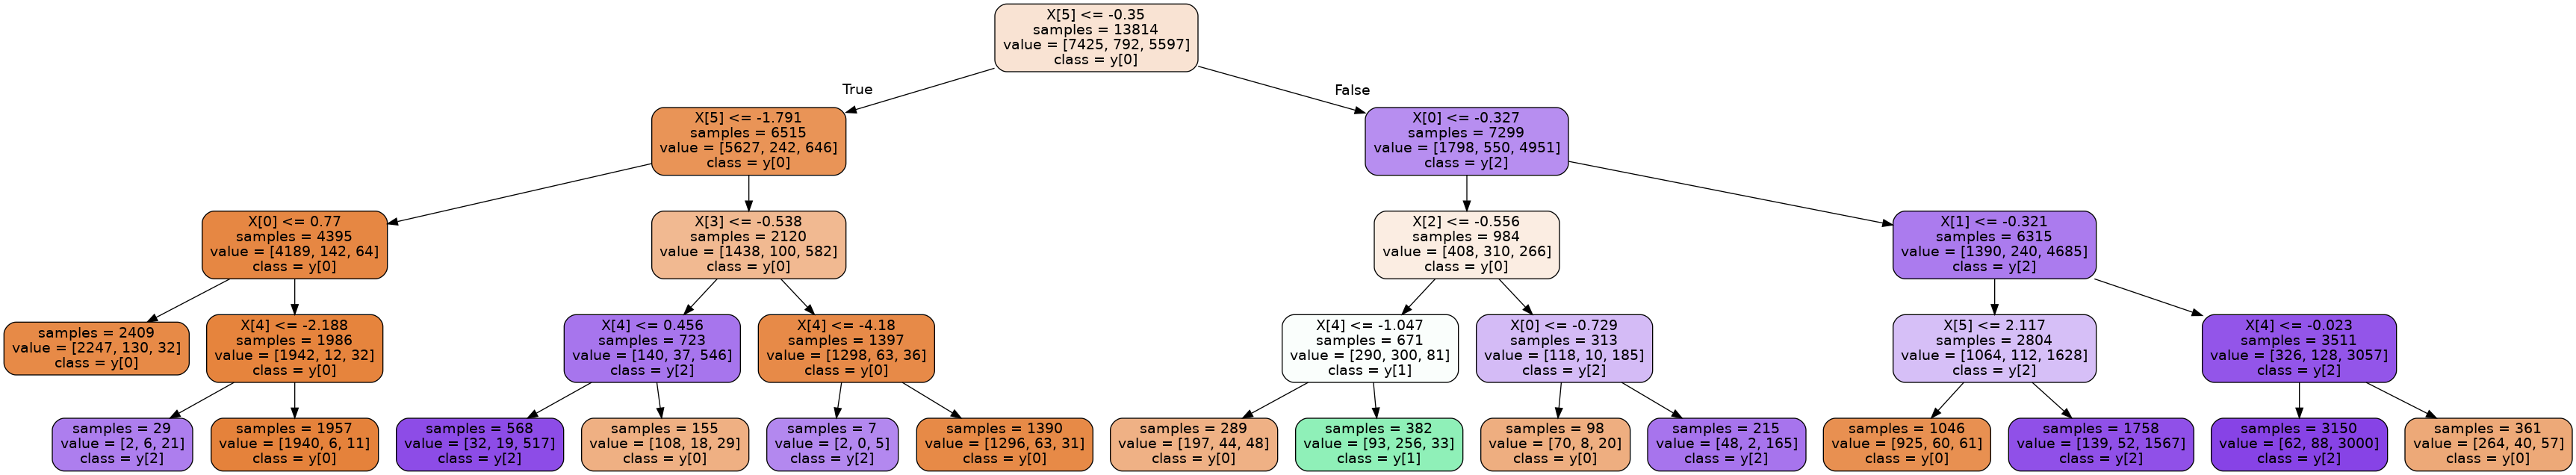 X[5] <= -0.35
samples = 13814
value = [7425, 792, 5597]
class = y[0]
True
False
X[5] <= -1.791
samples = 6515
value = [5627, 242, 646]
class = y[0]
X[0] <= -0.327
samples = 7299
value = [1798, 550, 4951]
class = y[2]
X[0] <= 0.77
samples = 4395
value = [4189, 142, 64]
class = y[0]
X[3] <= -0.538
samples = 2120
value = [1438, 100, 582]
class = y[0]
X[2] <= -0.556
samples = 984
value = [408, 310, 266]
class = y[0]
X[1] <= -0.321
samples = 6315
value = [1390, 240, 4685]
class = y[2]
samples = 2409
value = [2247, 130, 32]
class = y[0]
X[4] <= -2.188
samples = 1986
value = [1942, 12, 32]
class = y[0]
X[4] <= 0.456
samples = 723
value = [140, 37, 546]
class = y[2]
X[4] <= -4.18
samples = 1397
value = [1298, 63, 36]
class = y[0]
X[4] <= -1.047
samples = 671
value = [290, 300, 81]
class = y[1]
X[0] <= -0.729
samples = 313
value = [118, 10, 185]
class = y[2]
X[5] <= 2.117
samples = 2804
value = [1064, 112, 1628]
class = y[2]
X[4] <= -0.023
samples = 3511
value = [326, 128, 3057]
class = y[2]
samples = 29
value = [2, 6, 21]
class = y[2]
samples = 1957
value = [1940, 6, 11]
class = y[0]
samples = 568
value = [32, 19, 517]
class = y[2]
samples = 155
value = [108, 18, 29]
class = y[0]
samples = 7
value = [2, 0, 5]
class = y[2]
samples = 1390
value = [1296, 63, 31]
class = y[0]
samples = 289
value = [197, 44, 48]
class = y[0]
samples = 382
value = [93, 256, 33]
class = y[1]
samples = 98
value = [70, 8, 20]
class = y[0]
samples = 215
value = [48, 2, 165]
class = y[2]
samples = 1046
value = [925, 60, 61]
class = y[0]
samples = 1758
value = [139, 52, 1567]
class = y[2]
samples = 3150
value = [62, 88, 3000]
class = y[2]
samples = 361
value = [264, 40, 57]
class = y[0]